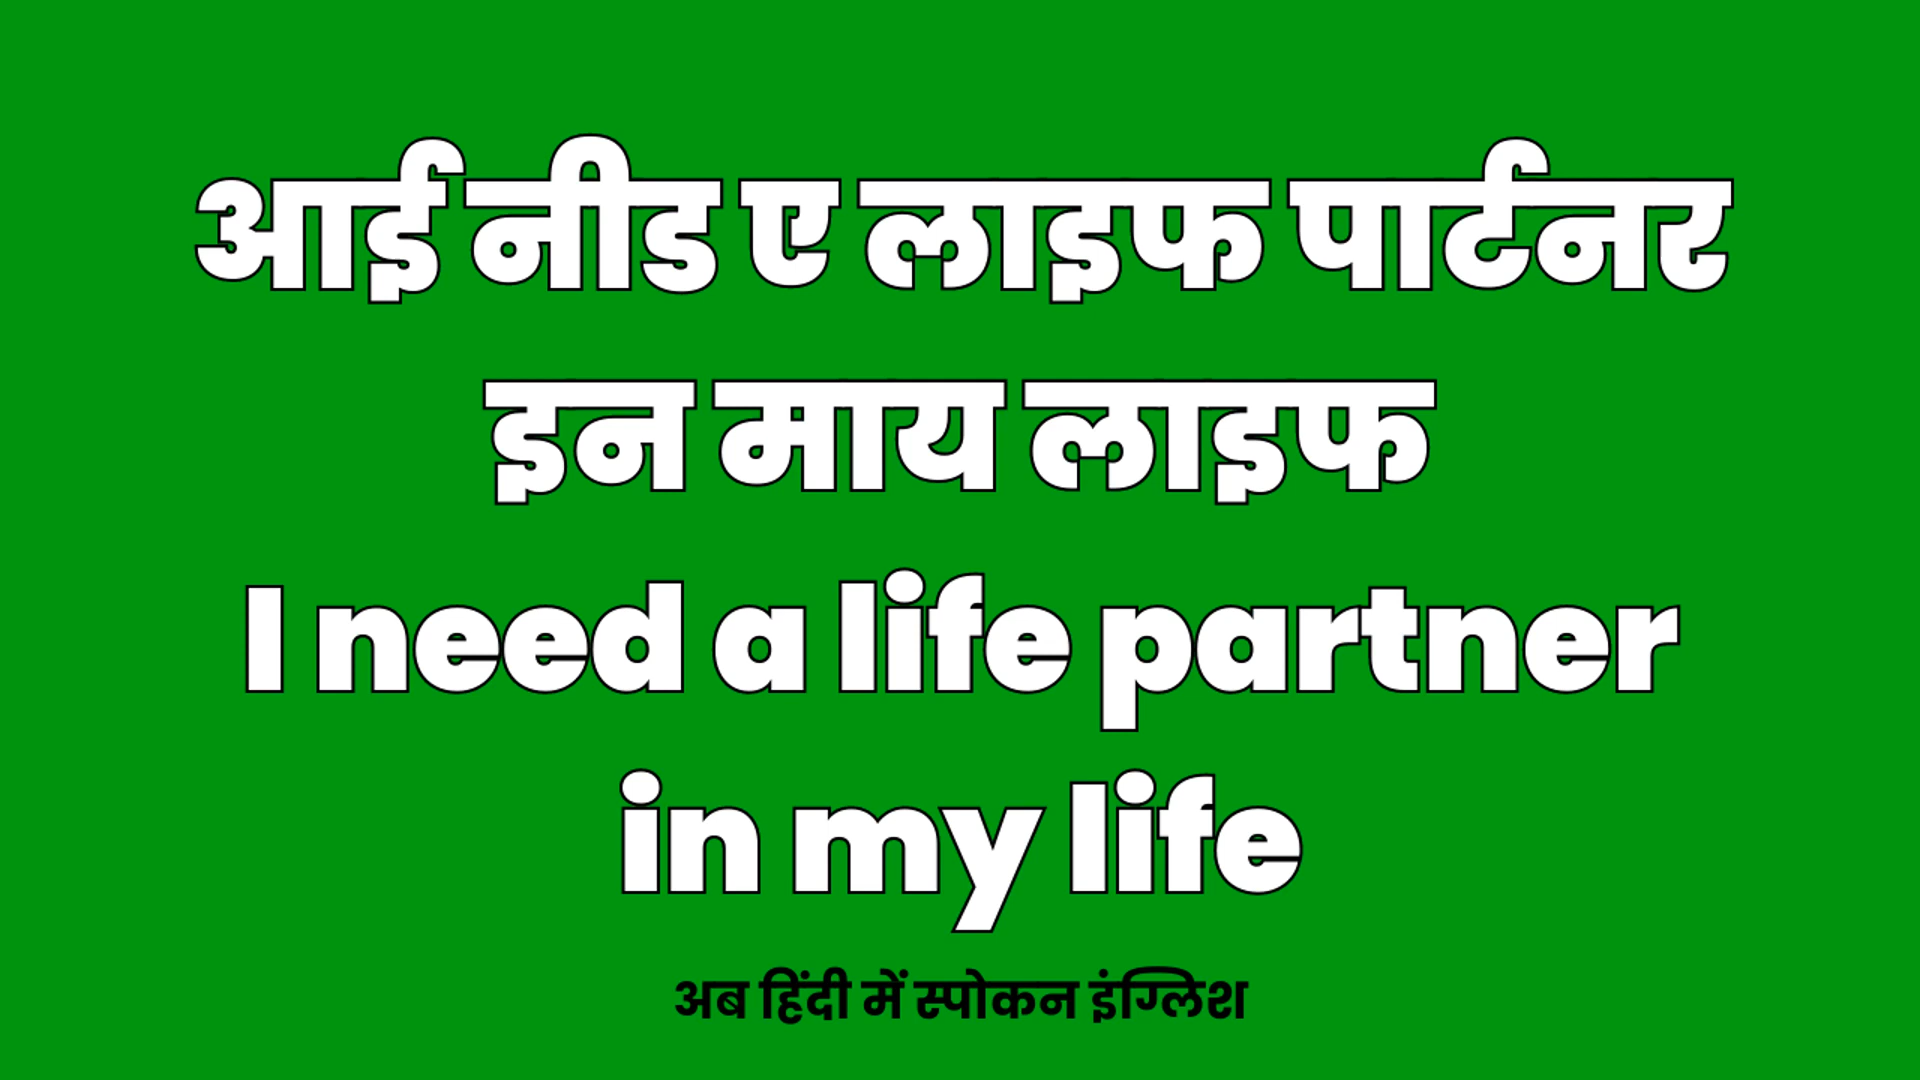 आई नीड ए लाइफ पार्टनर
इन माय लाइफ
I need a life partner
in my life
अब हिंदी में स्पोकन इंग्लिश